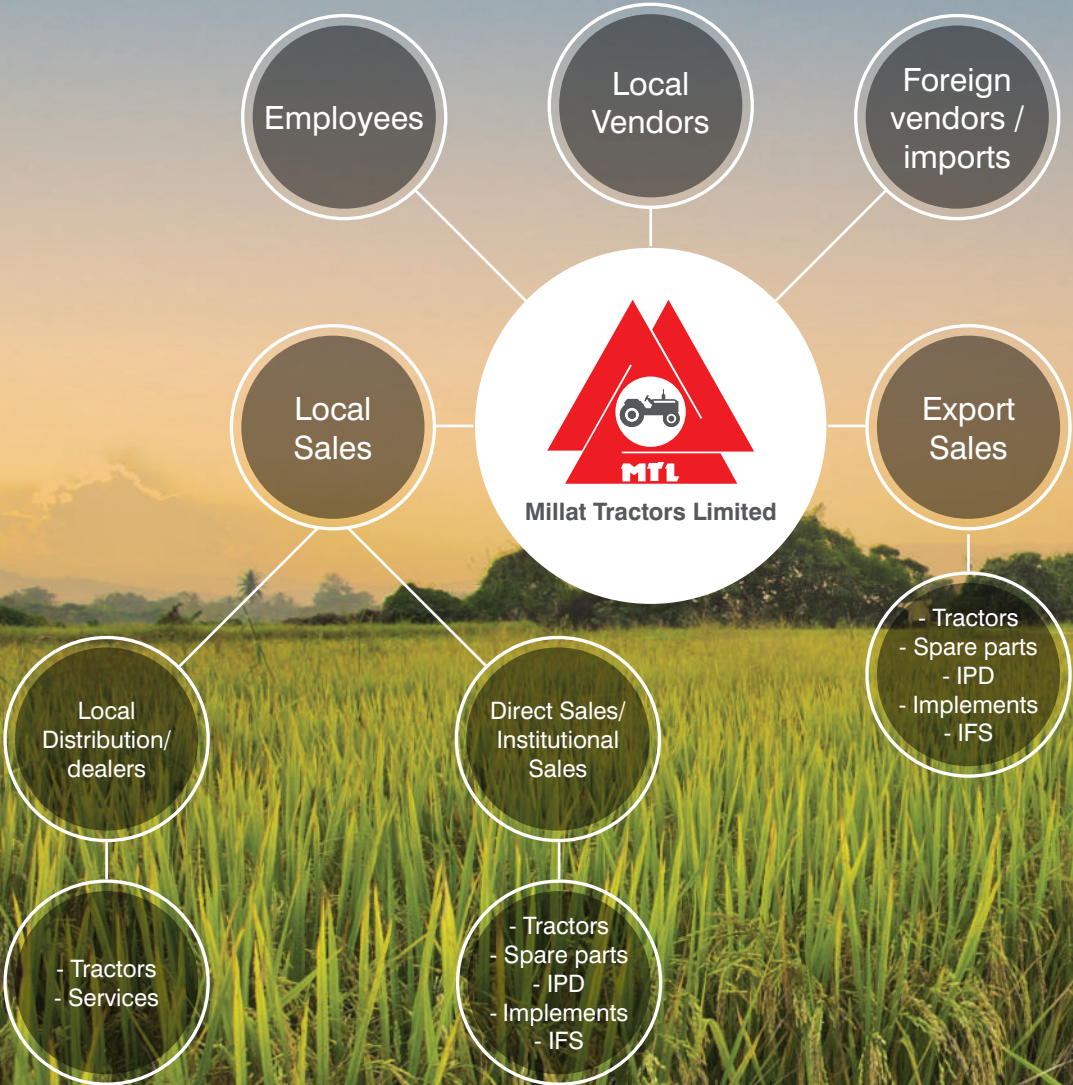 Employees
Local
Vendors
Foreign
vendors /
imports
Local
Sales
MTL
Millat Tractors Limited
Export
Sales
Local
Distribution/
dealers
Direct Sales/
Institutional
Sales
- Tractors
- Spare parts
- IPD
- Implements
- IFS
- Tractors
- Services
- Tractors
- Spare parts
- IPD
- Implements
- IFS